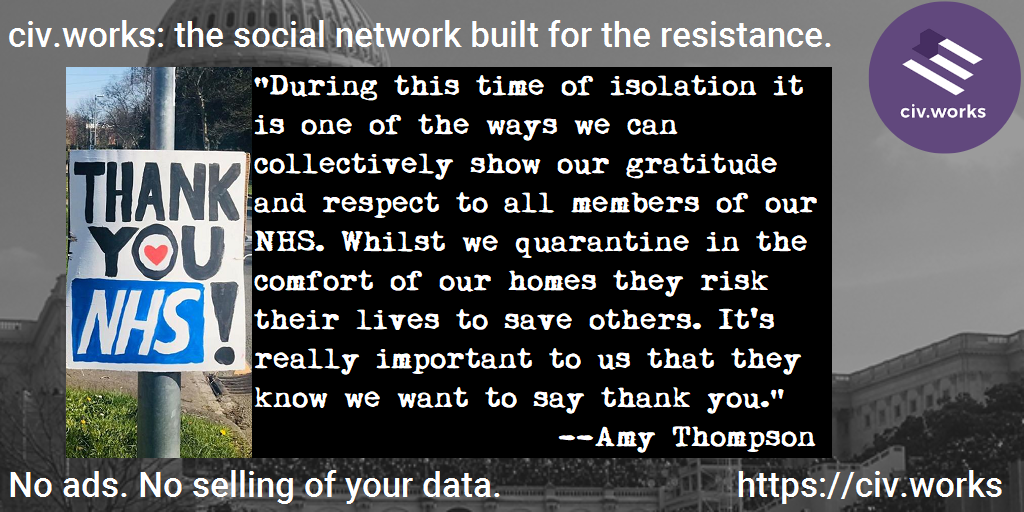 civ.works: the social network built for the resistance.
civ.works
THANK
YOU
NHS!
"During this time of isolation it
is one of the ways we can
collectively show our gratitude
and respect to all members of our
NHS. Whilst we quarantine in the
comfort of our homes they risk
their lives to save others. It's
really important to us that they
know we want to say thank you."
--Amy Thompson
No ads. No selling of your data.
https://civ.works